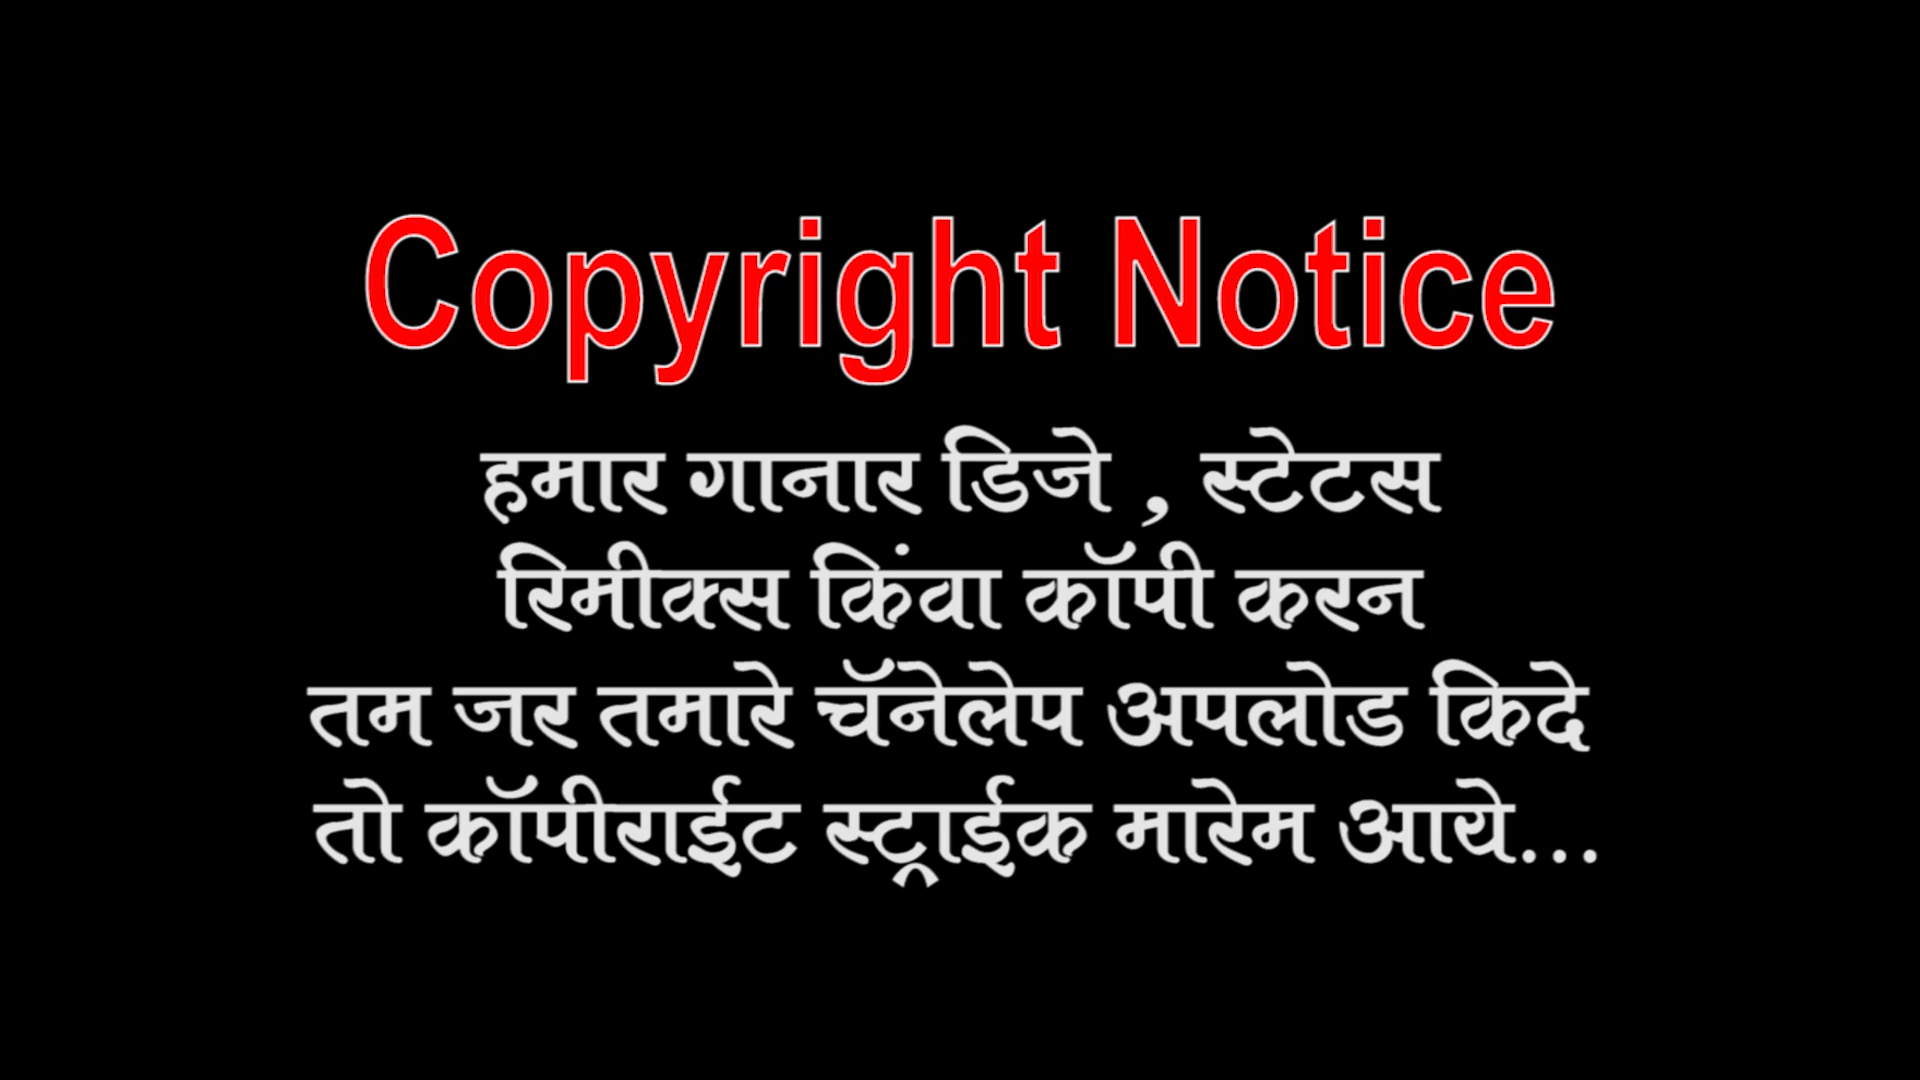 Copyright Notice
हमार गानार डिजे , स्टेटस
रिमीक्स किंवा कॉपी करन
तम जर तमारे चॅनेलेप अपलोड किदे
तो कॉपीराईट स्ट्राईक मारेम आये...